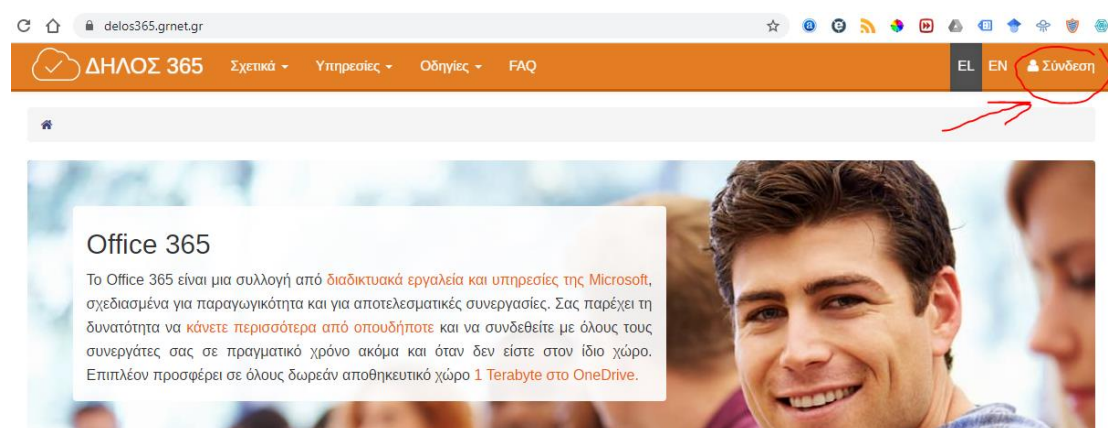 delos365.grnet.gr
ΔΗΛΟΣ 365 Σχετικά Υπηρεσίες Οδηγίες FAQ EL EN Σύνδεση
Office 365
Το Office 365 είναι μια συλλογή από διαδικτυακά εργαλεία και υπηρεσίες της Microsoft,
σχεδιασμένα για παραγωγικότητα και για αποτελεσματικές συνεργασίες. Σας παρέχει τη
δυνατότητα να κάνετε περισσότερα από οπουδήποτε και να συνδεθείτε με όλους τους
συνεργάτες σας σε πραγματικό χρόνο ακόμα και όταν δεν είστε στον ίδιο χώρο.
Επιπλέον προσφέρει σε όλους δωρεάν αποθηκευτικό χώρο 1 Terabyte στο OneDrive.